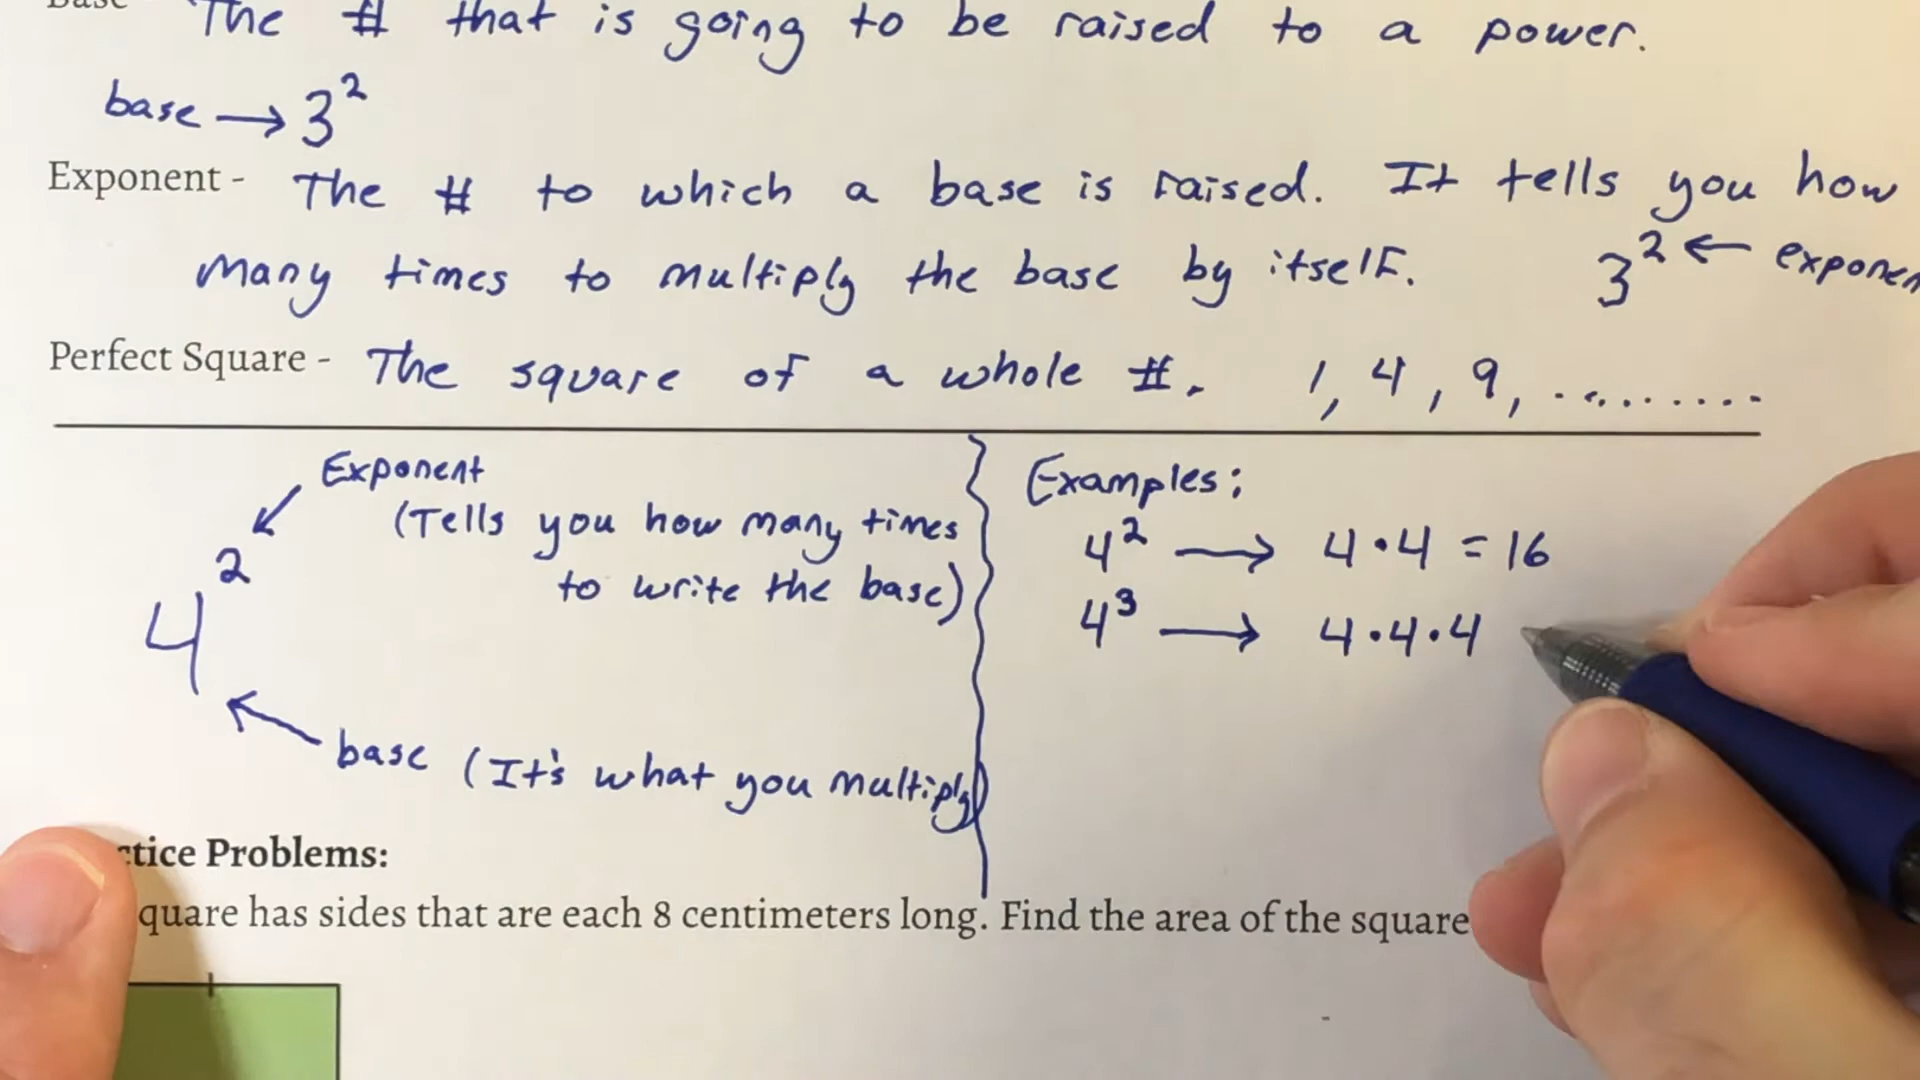 Base The # that is going to be raised to a power.
base → 3²
Exponent - The # to which a base is raised. It tells you how
many times to multiply the base by itself. 3² ← exponen
Perfect Square - The square of a whole #. 1, 4, 9, .........
Exponent
(Tells you how many times
to write the base)
4²
base (It's what you multiply)
Examples:
4² → 4·4 = 16
4³ → 4·4·4
ctice Problems:
quare has sides that are each 8 centimeters long. Find the area of the square